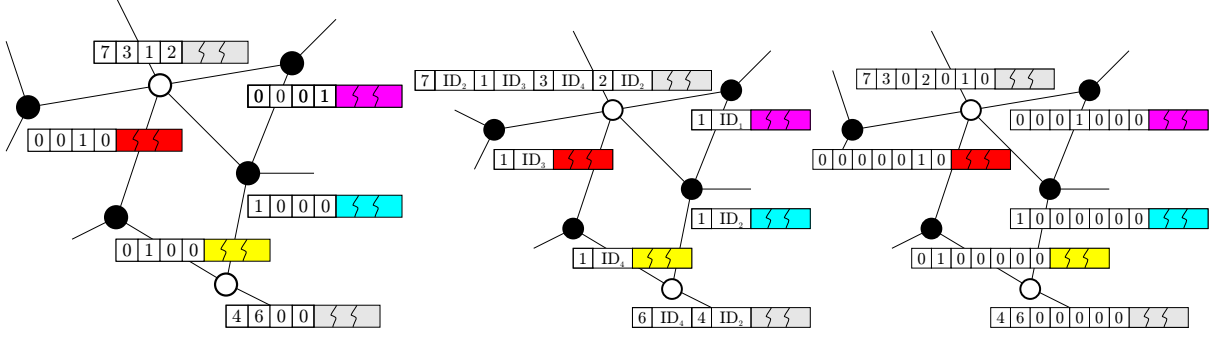 7 3 1 2
0 0 0 1
0 0 1 0
1 0 0 0
0 1 0 0
4 6 0 0
7 ID₂ 1 ID₃ 3 ID₄ 2 ID₂
1 ID₁
1 ID₃
1 ID₂
1 ID₄
6 ID₄ 4 ID₂
7 3 0 2 0 1 0
0 0 0 1 0 0 0
0 0 0 0 0 1 0
1 0 0 0 0 0 0
0 1 0 0 0 0 0
4 6 0 0 0 0 0